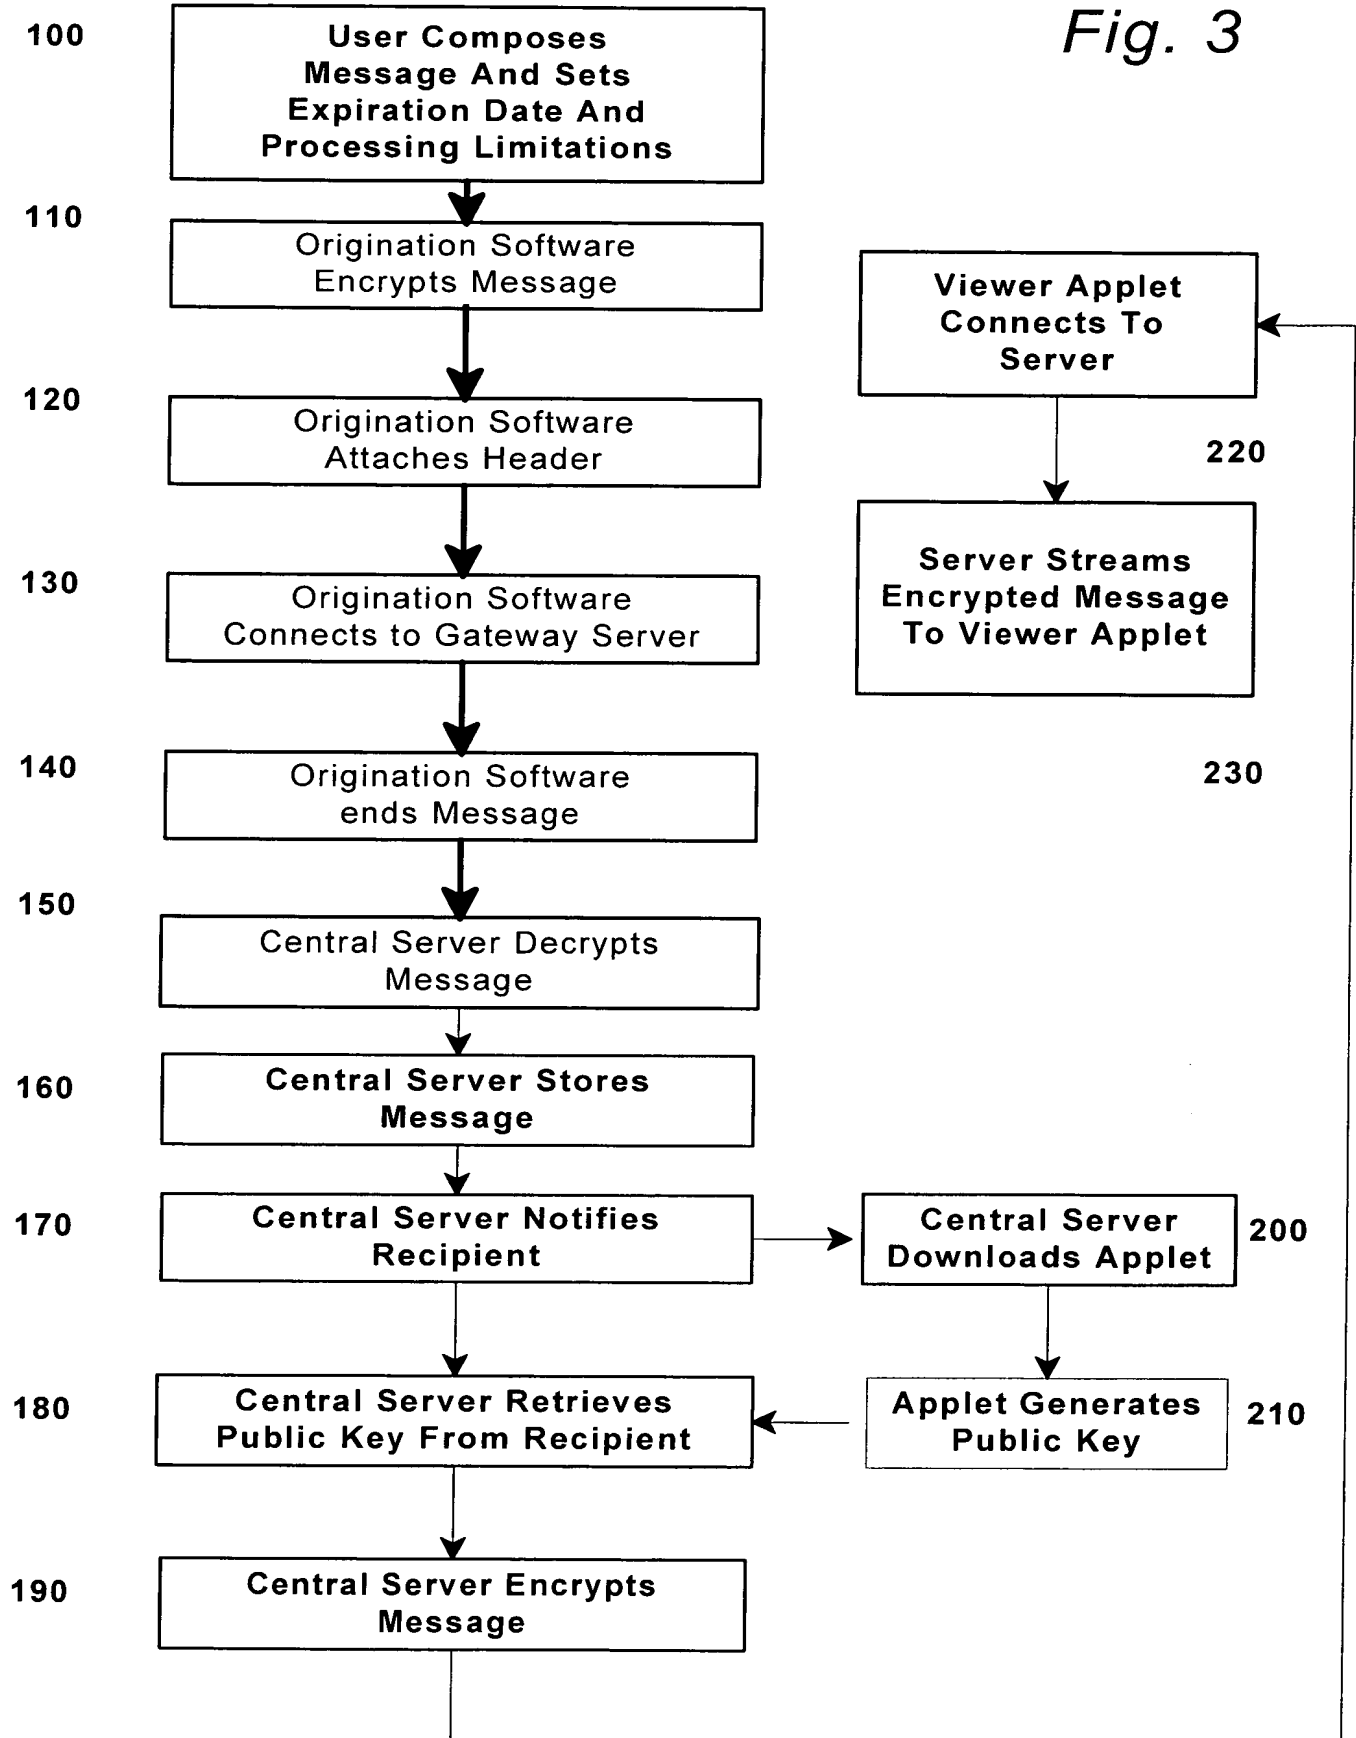 Fig. 3
100
User Composes
Message And Sets
Expiration Date And
Processing Limitations
110
Origination Software
Encrypts Message
120
Origination Software
Attaches Header
130
Origination Software
Connects to Gateway Server
140
Origination Software
ends Message
150
Central Server Decrypts
Message
160
Central Server Stores
Message
170
Central Server Notifies
Recipient
180
Central Server Retrieves
Public Key From Recipient
190
Central Server Encrypts
Message
Central Server
Downloads Applet
200
Applet Generates
Public Key
210
Viewer Applet
Connects To
Server
220
Server Streams
Encrypted Message
To Viewer Applet
230